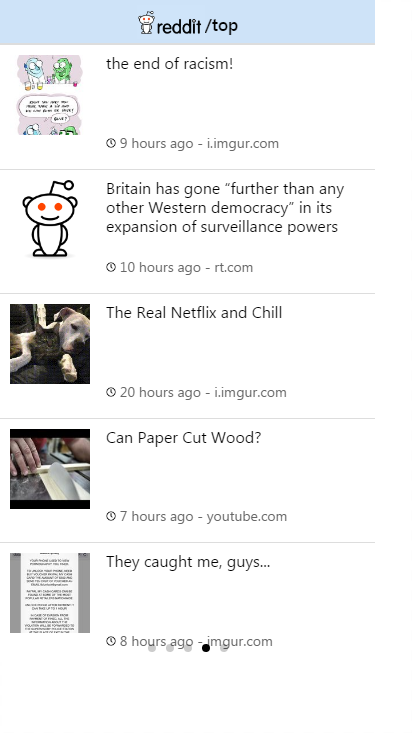 reddit /top
the end of racism!
9 hours ago - i.imgur.com
Britain has gone “further than any
other Western democracy” in its
expansion of surveillance powers
10 hours ago - rt.com
The Real Netflix and Chill
20 hours ago - i.imgur.com
Can Paper Cut Wood?
7 hours ago - youtube.com
They caught me, guys...
8 hours ago - imgur.com